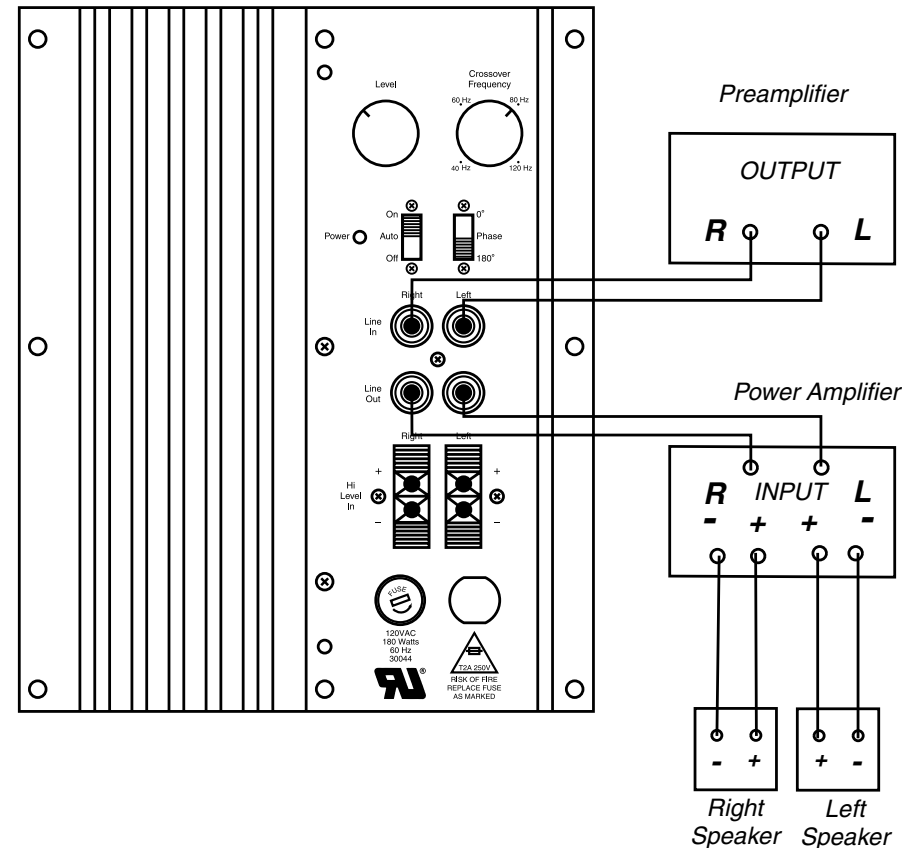 Level
Crossover
Frequency
60 Hz
80 Hz
40 Hz
120 Hz
On
Auto
Off
Power
0°
Phase
180°
Right
Left
Line
In
Line
Out
Right
Left
+
+
Hi
Level
In
–
–
FUSE
120VAC
180 Watts
60 Hz
30044
T2A 250V
RISK OF FIRE
REPLACE FUSE
AS MARKED
®
Preamplifier
OUTPUT
R
L
Power Amplifier
R INPUT L
- + + -
- +
+ -
Right
Speaker
Left
Speaker